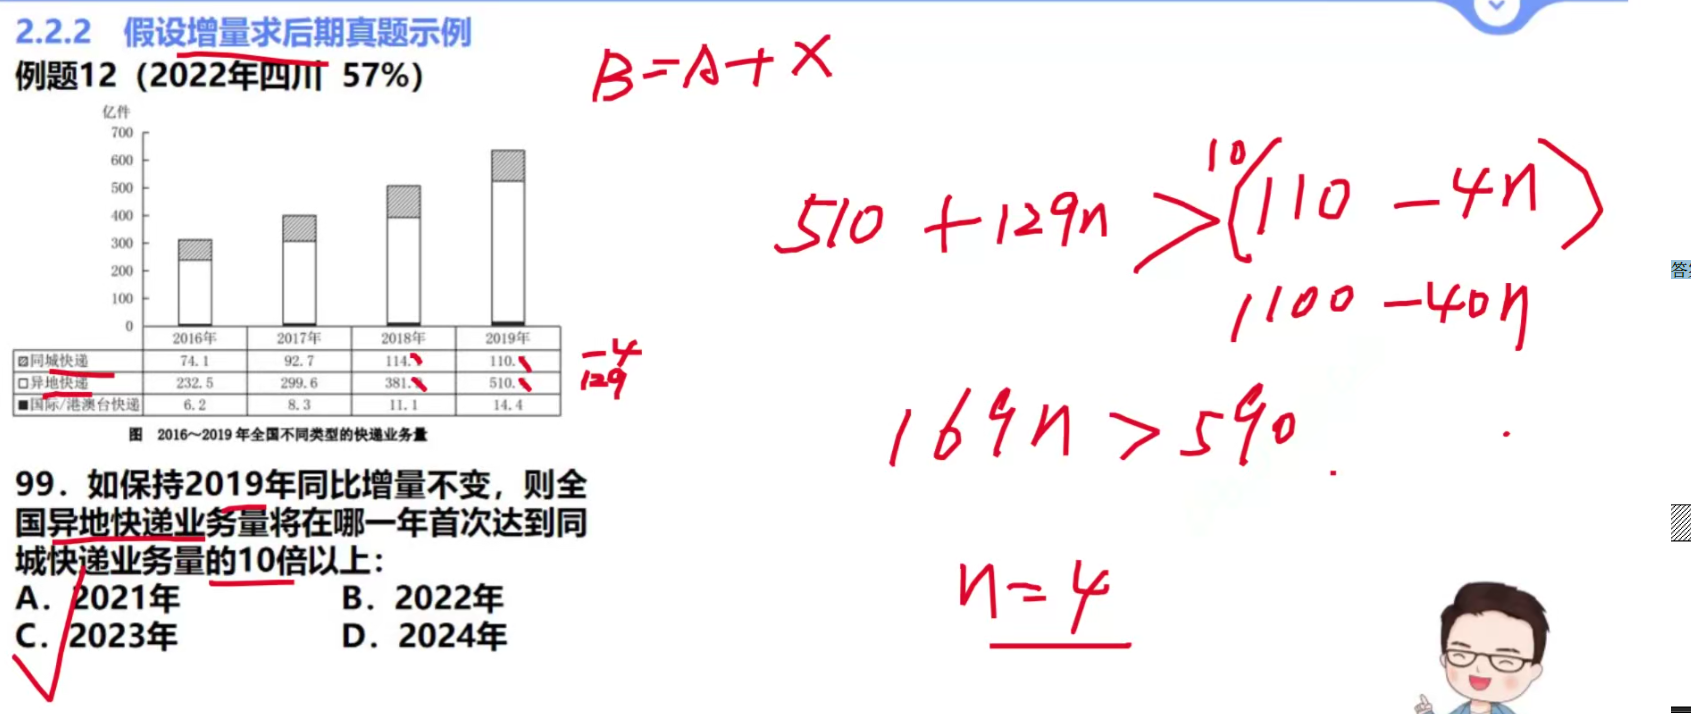 2.2.2 假设增量求后期真题示例
例题12（2022年四川 57%）
B=A+X
亿件
700
600
500
400
300
200
100
0
2016年 2017年 2018年 2019年
同城快递 74.1 92.7 114. 110.
异地快递 232.5 299.6 381. 510.
国际/港澳台快递 6.2 8.3 11.1 14.4
-4
129
图 2016～2019年全国不同类型的快递业务量
510+129n>10(110-4n)
1100-40n
169n>590
n=4
99. 如保持2019年同比增量不变，则全
国异地快递业务量将在哪一年首次达到同
城快递业务量的10倍以上：
A. 2021年 B. 2022年
C. 2023年 D. 2024年